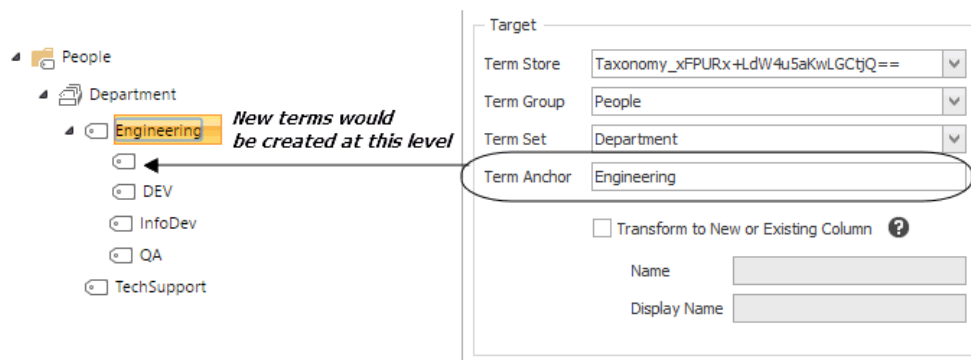 People
Department
Engineering
New terms would
be created at this level
DEV
InfoDev
QA
TechSupport
Target
Term Store Taxonomy_xFPURx+LdW4u5aKwLGCtjQ==
Term Group People
Term Set Department
Term Anchor Engineering
Transform to New or Existing Column ?
Name
Display Name